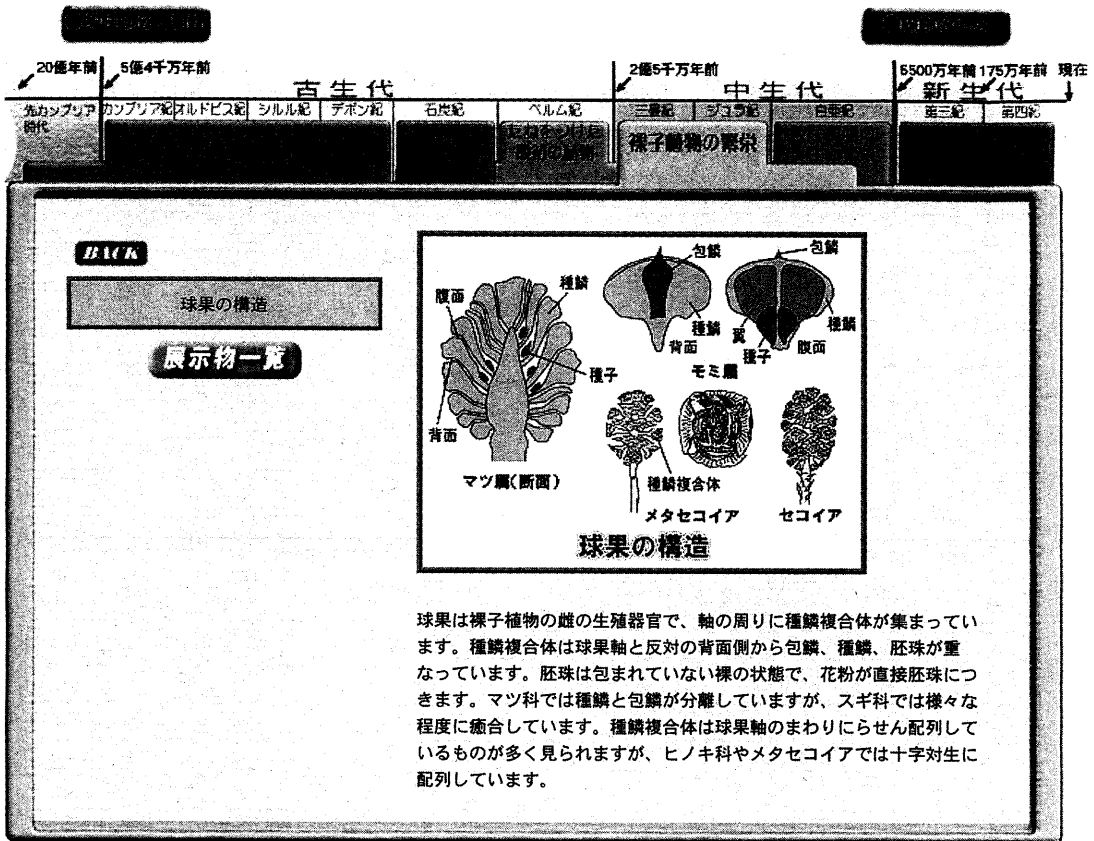 20億年前
5億4千万年前
2億5千万年前
6500万年前
175万年前
現在
古生代
中生代
新生代
先カンブリア
時代
カンブリア紀
オルドビス紀
シルル紀
デボン紀
石炭紀
ペルム紀
三畳紀
ジュラ紀
白亜紀
第三紀
第四紀
裸子動物の繁栄
BACK
球果の構造
展示物一覧
腹面
種鱗
種子
背面
マツ属(断面)
包鱗
種鱗
背面
包鱗
種鱗
翼
種子
腹面
モミ属
種鱗複合体
メタセコイア
セコイア
球果の構造
球果は裸子植物の雌の生殖器官で、軸の周りに種鱗複合体が集まってい
ます。種鱗複合体は球果軸と反対の背面側から包鱗、種鱗、胚珠が重
なっています。胚珠は包まれていない裸の状態で、花粉が直接胚珠につ
きます。マツ科では種鱗と包鱗が分離していますが、スギ科では様々な
程度に癒合しています。種鱗複合体は球果軸のまわりにらせん配列して
いるものが多く見られますが、ヒノキ科やメタセコイアでは十字対生に
配列しています。